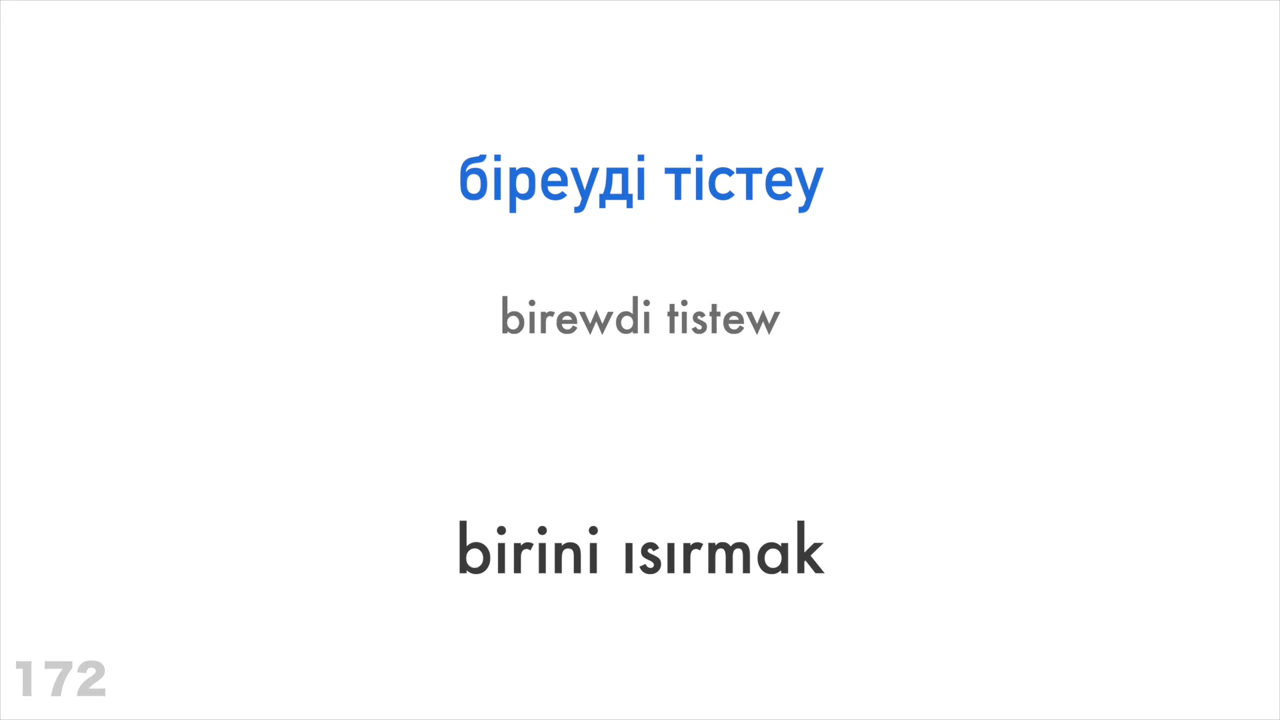 біреуді тістеу
birewdi tistew
birini ısırmak
172